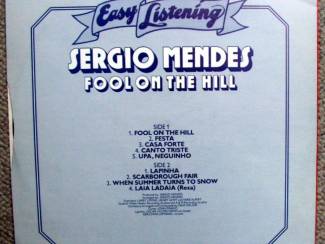 Easy Listening
SERGIO MENDES
FOOL ON THE HILL
SIDE 1
1. FOOL ON THE HILL
2. FESTA
3. CASA FORTE
4. CANTO TRISTE
5. UPA, NEGUINHO
SIDE 2
1. LAPINHA
2. SCARBOROUGH FAIR
3. WHEN SUMMER TURNS TO SNOW
4. LAIA LADAIA (Reza)